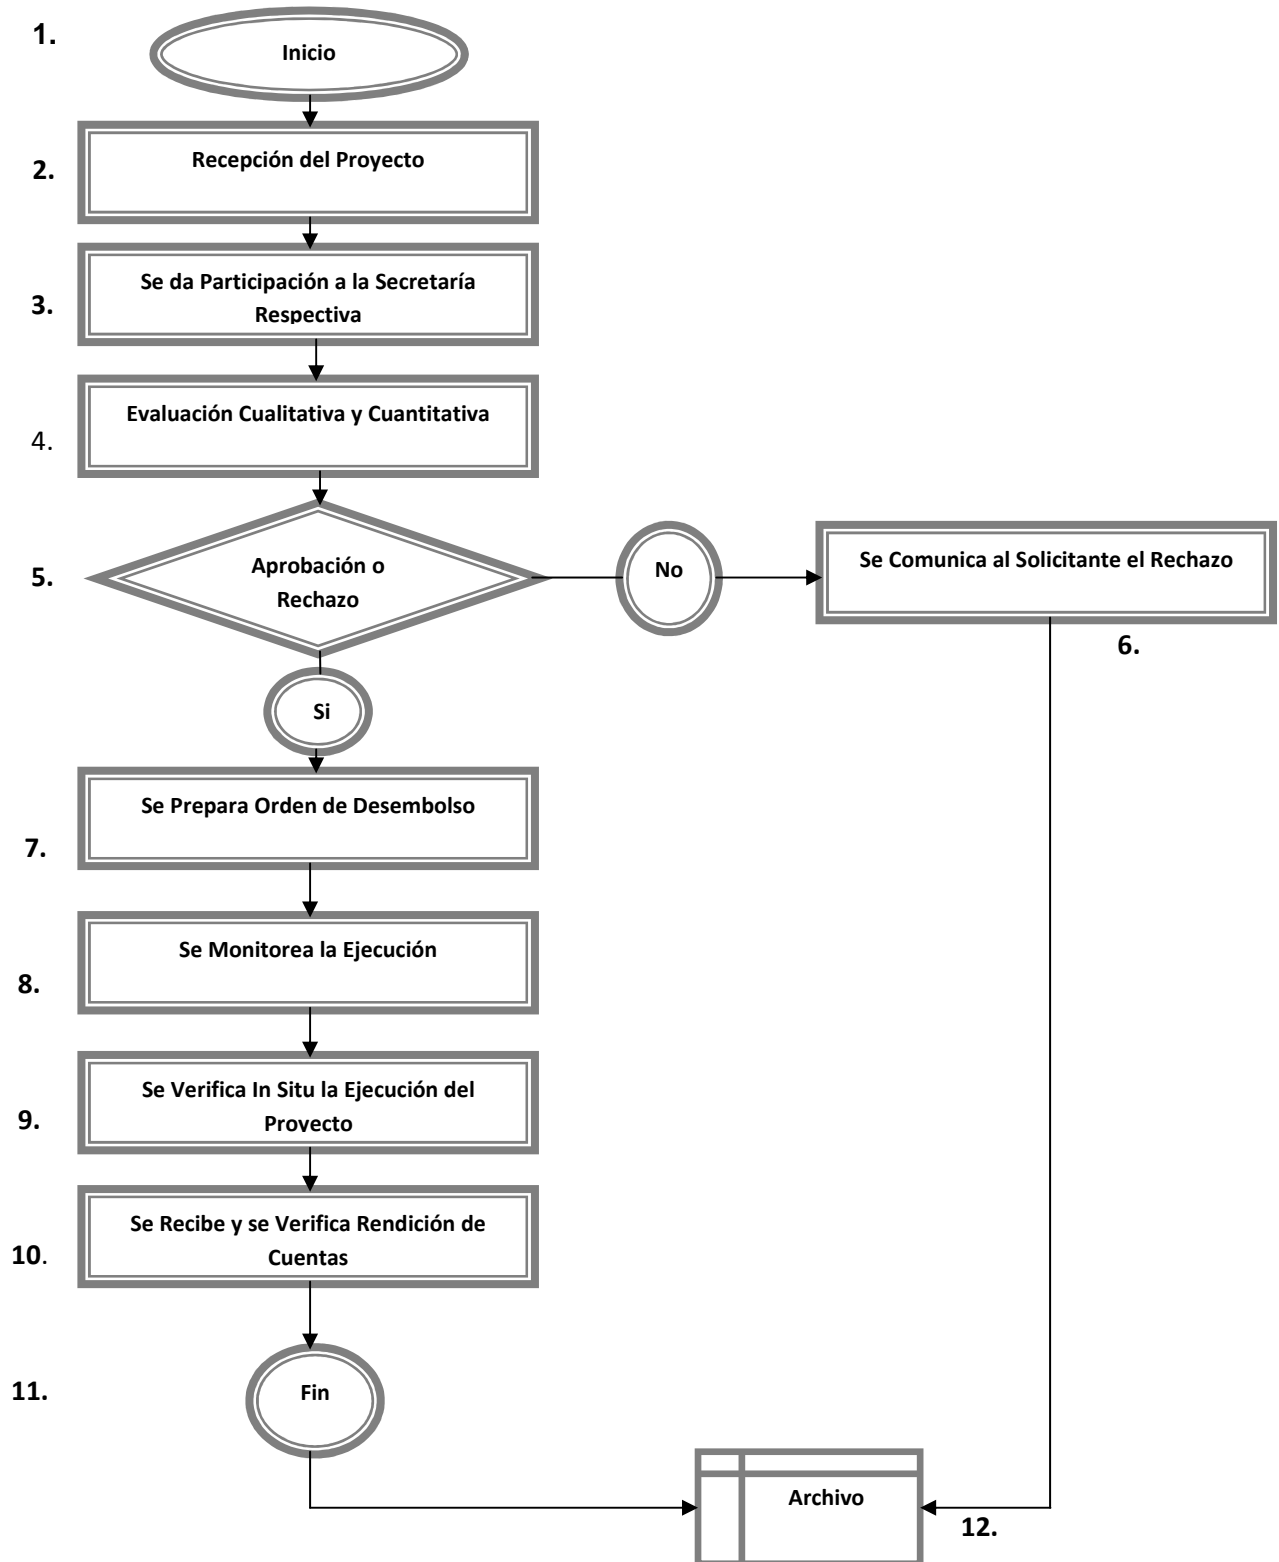 1.
Inicio
2.
Recepción del Proyecto
3.
Se da Participación a la Secretaría
Respectiva
4.
Evaluación Cualitativa y Cuantitativa
5.
Aprobación o
Rechazo
No
Se Comunica al Solicitante el Rechazo
6.
Si
7.
Se Prepara Orden de Desembolso
8.
Se Monitorea la Ejecución
9.
Se Verifica In Situ la Ejecución del
Proyecto
10.
Se Recibe y se Verifica Rendición de
Cuentas
11.
Fin
Archivo
12.